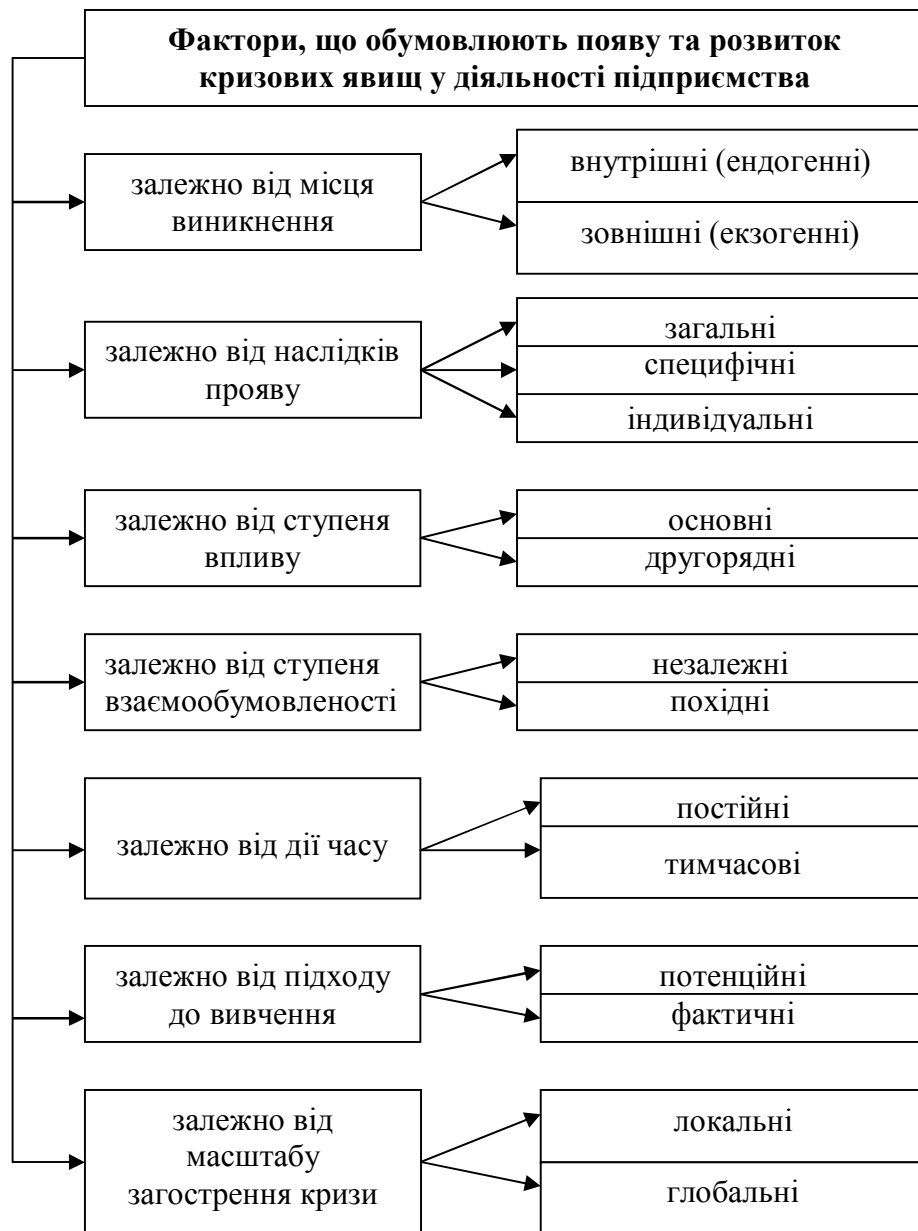 Фактори, що обумовлюють появу та розвиток
кризових явищ у діяльності підприємства
залежно від місця
виникнення
внутрішні (ендогенні)
зовнішні (екзогенні)
залежно від наслідків
прояву
загальні
специфічні
індивідуальні
залежно від ступеня
впливу
основні
другорядні
залежно від ступеня
взаємообумовленості
незалежні
похідні
залежно від дії часу
постійні
тимчасові
залежно від підходу
до вивчення
потенційні
фактичні
залежно від
масштабу
загострення кризи
локальні
глобальні